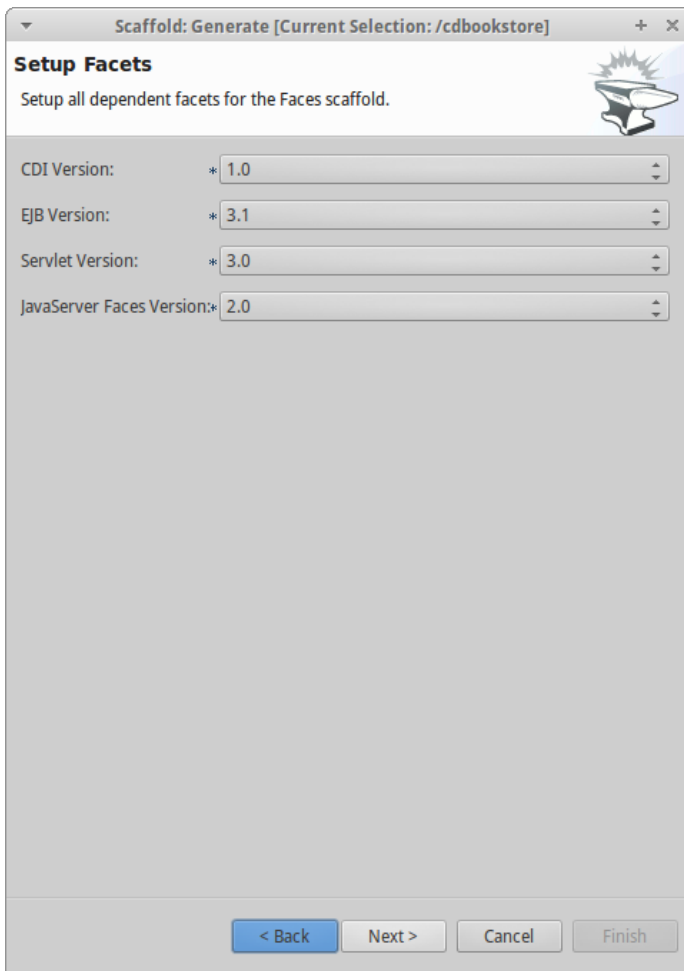 Scaffold: Generate [Current Selection: /cdbookstore]
Setup Facets
Setup all dependent facets for the Faces scaffold.
CDI Version: * 1.0
EJB Version: * 3.1
Servlet Version: * 3.0
JavaServer Faces Version:* 2.0
< Back Next > Cancel Finish